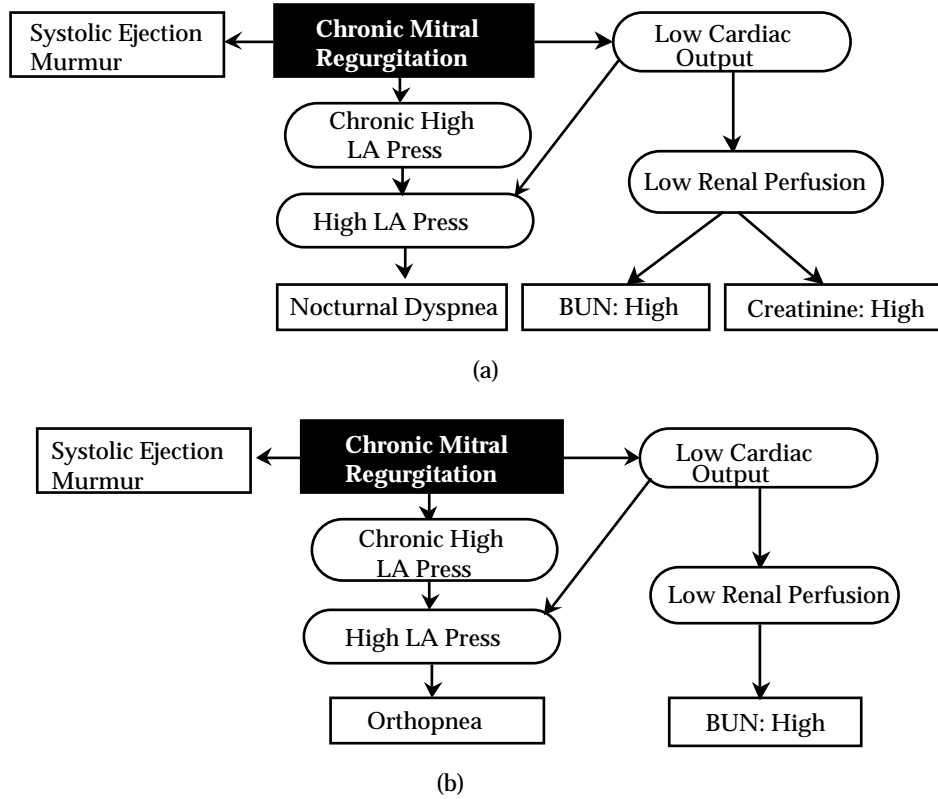 Systolic Ejection
Murmur
Chronic Mitral
Regurgitation
Low Cardiac
Output
Chronic High
LA Press
Low Renal Perfusion
High LA Press
Nocturnal Dyspnea
BUN: High
Creatinine: High
(a)
Systolic Ejection
Murmur
Chronic Mitral
Regurgitation
Low Cardiac
Output
Chronic High
LA Press
Low Renal Perfusion
High LA Press
Orthopnea
BUN: High
(b)